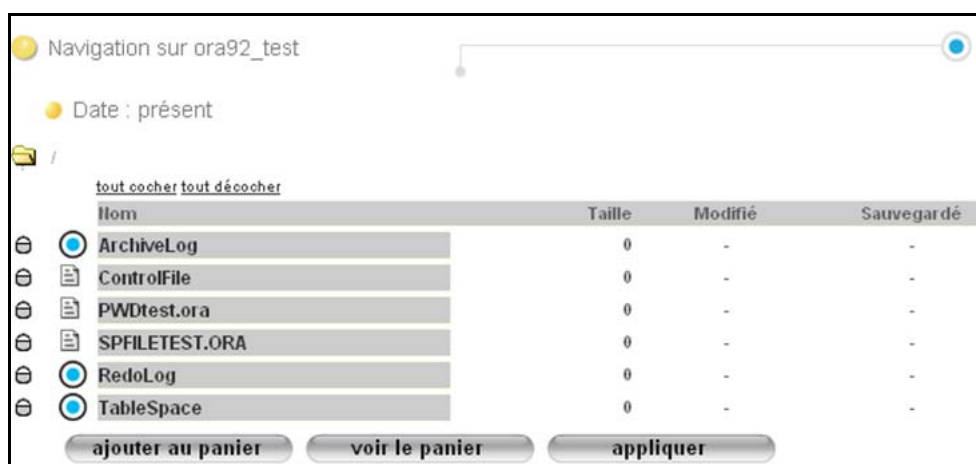 Navigation sur ora92_test
Date : présent
/
tout cocher tout décocher
Nom Taille Modifié Sauvegardé
ArchiveLog 0 - -
ControlFile 0 - -
PWDtest.ora 0 - -
SPFILETEST.ORA 0 - -
RedoLog 0 - -
TableSpace 0 - -
ajouter au panier voir le panier appliquer